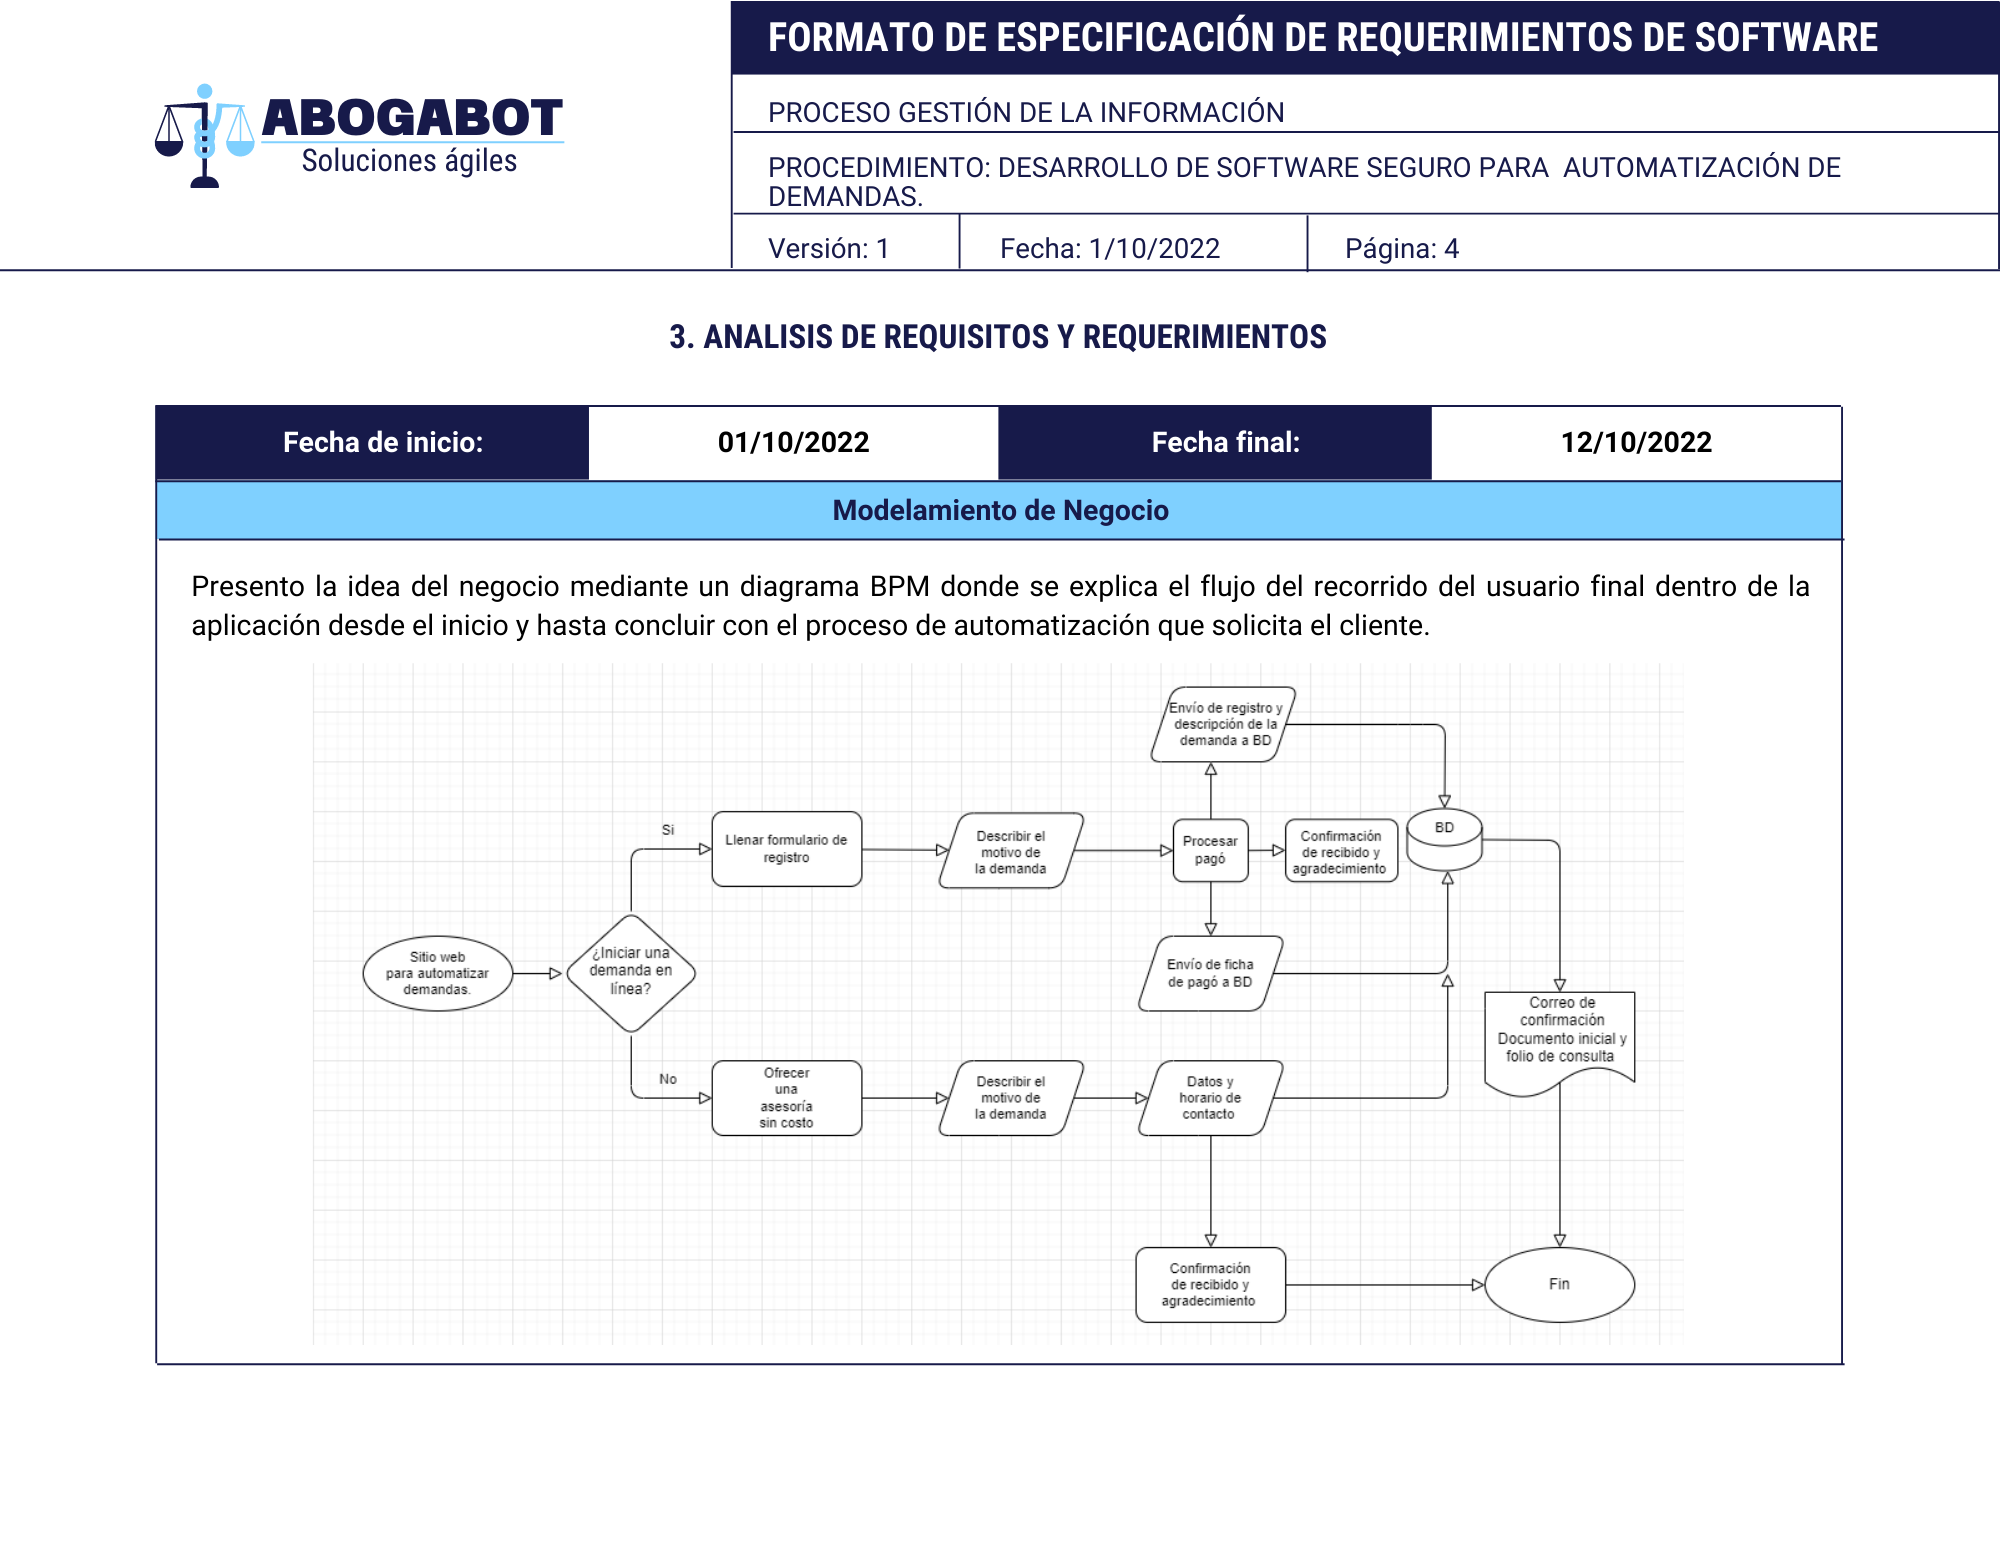 FORMATO DE ESPECIFICACIÓN DE REQUERIMIENTOS DE SOFTWARE
ABOGABOT
Soluciones ágiles
PROCESO GESTIÓN DE LA INFORMACIÓN
PROCEDIMIENTO: DESARROLLO DE SOFTWARE SEGURO PARA AUTOMATIZACIÓN DE
DEMANDAS.
Versión: 1
Fecha: 1/10/2022
Página: 4
3. ANALISIS DE REQUISITOS Y REQUERIMIENTOS
Fecha de inicio:
01/10/2022
Fecha final:
12/10/2022
Modelamiento de Negocio
Presento la idea del negocio mediante un diagrama BPM donde se explica el flujo del recorrido del usuario final dentro de la
aplicación desde el inicio y hasta concluir con el proceso de automatización que solicita el cliente.
Envío de registro y
descripción de la
demanda a BD
Si
Llenar formulario de
registro
Describir el
motivo de
la demanda
Procesar
pagó
Confirmación
de recibido y
agradecimiento
BD
Sitio web
para automatizar
demandas.
¿Iniciar una
demanda en
línea?
Envío de ficha
de pagó a BD
Correo de
confirmación
Documento inicial y
folio de consulta
No
Ofrecer
una
asesoría
sin costo
Describir el
motivo de
la demanda
Datos y
horario de
contacto
Confirmación
de recibido y
agradecimiento
Fin